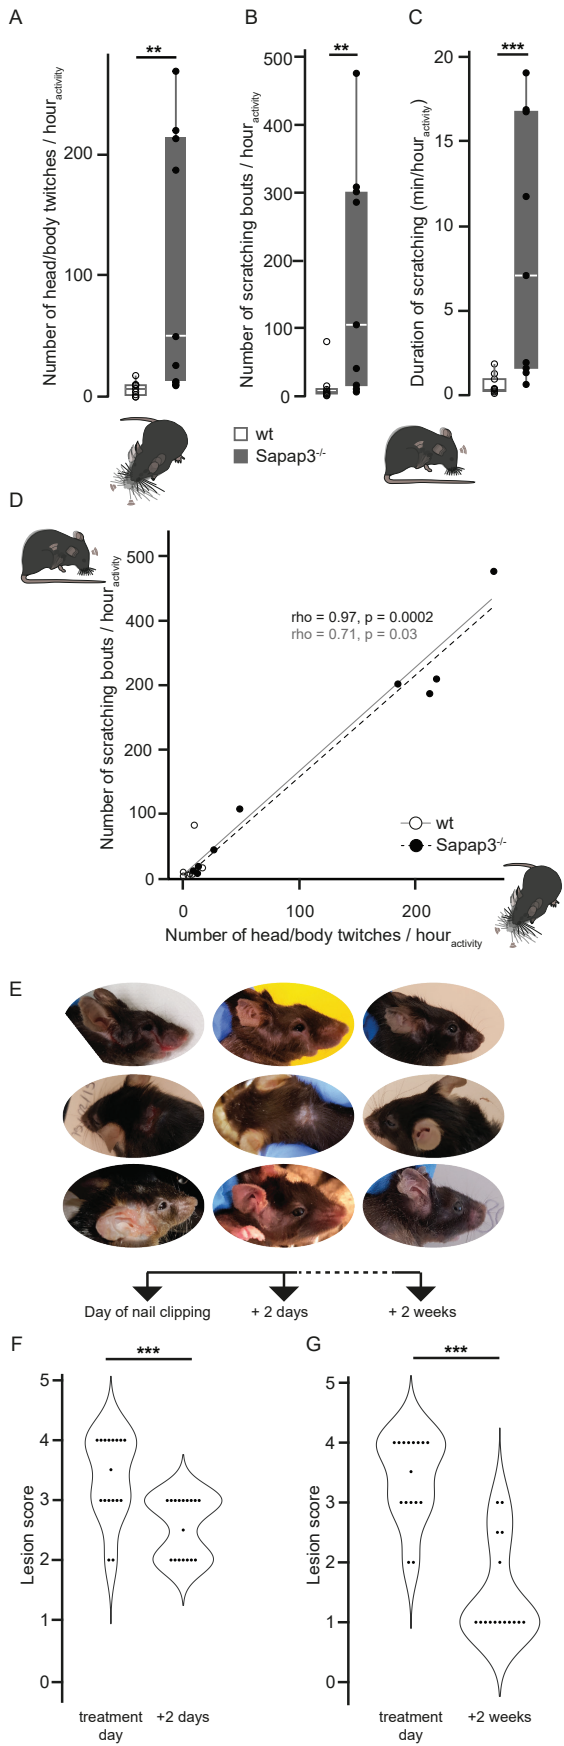 A
B
C
**
**
***
Number of head/body twitches / hour activity
200
100
0
Number of scratching bouts / hour activity
500
400
300
200
100
0
Duration of scratching (min/hour activity)
20
15
10
5
0
wt
Sapap3-/-
D
Number of scratching bouts / hour activity
500
400
200
200
100
0
rho = 0.97, p = 0.0002
rho = 0.71, p = 0.03
wt
Sapap3-/-
0
100
200
Number of head/body twitches / hour activity
E
Day of nail clipping
+ 2 days
+ 2 weeks
F
***
Lesion score
5
4
3
2
1
0
treatment
day
+2 days
G
***
Lesion score
5
4
3
2
1
0
treatment
day
+2 weeks